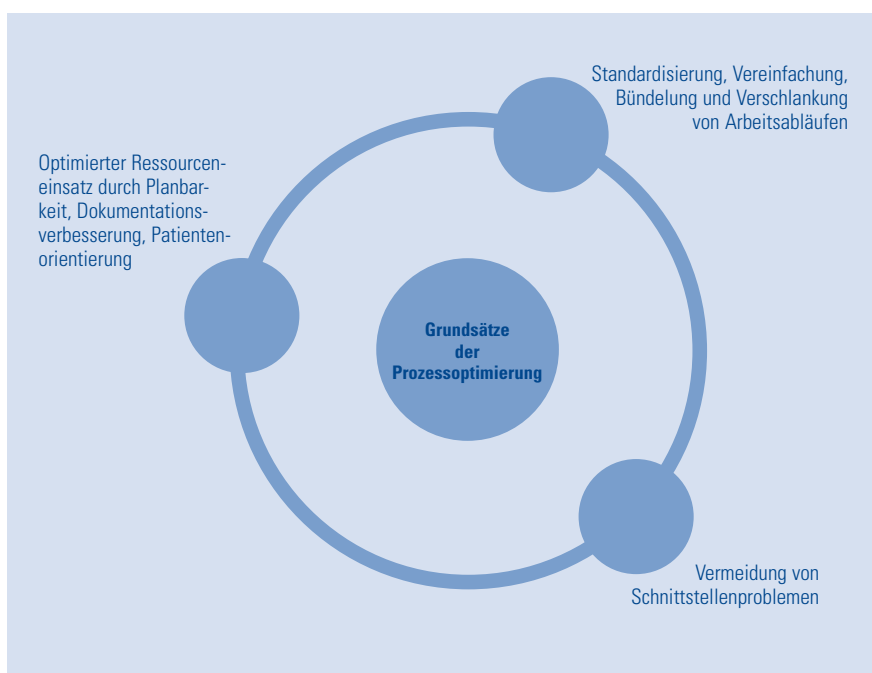 Standardisierung, Vereinfachung,
Bündelung und Verschlankung
von Arbeitsabläufen
Optimierter Ressourcen-
einsatz durch Planbar-
keit, Dokumentations-
verbesserung, Patienten-
orientierung
Grundsätze
der
Prozessoptimierung
Vermeidung von
Schnittstellenproblemen